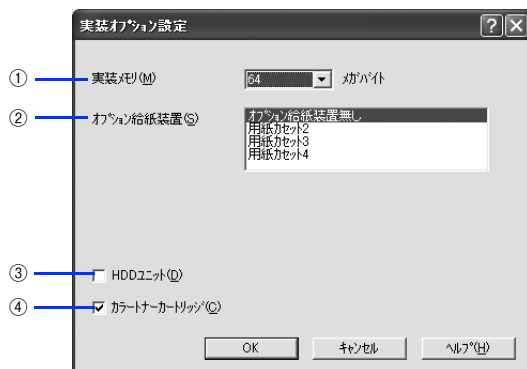 実装ｵﾌﾟｼｮﾝ設定
① 実装ﾒﾓﾘ(M) 64 ﾒｶﾞﾊﾞｲﾄ
② ｵﾌﾟｼｮﾝ給紙装置(S)
ｵﾌﾟｼｮﾝ給紙装置無し
用紙ｶｾｯﾄ2
用紙ｶｾｯﾄ3
用紙ｶｾｯﾄ4
③ HDDﾕﾆｯﾄ(D)
④ ｶﾗｰﾄﾅｰｶｰﾄﾘｯｼﾞ(C)
OK ｷｬﾝｾﾙ ﾍﾙﾌﾟ(H)